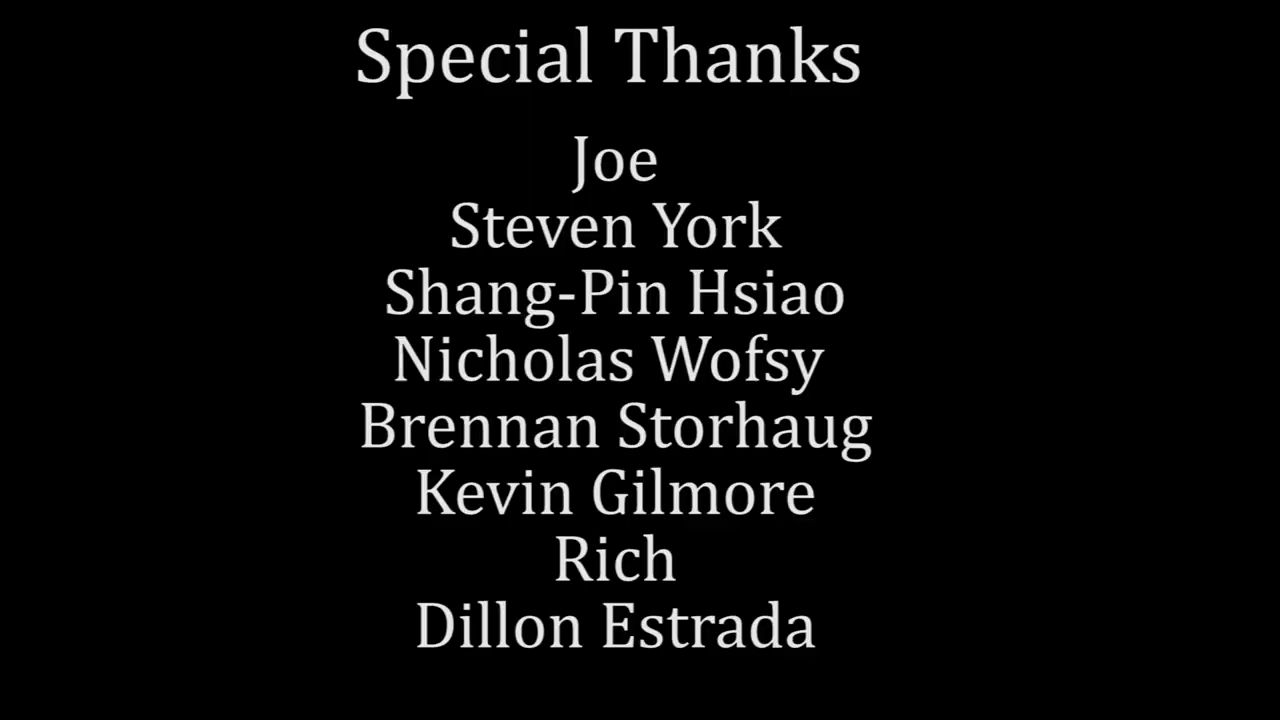 Special Thanks
Joe
Steven York
Shang-Pin Hsiao
Nicholas Wofsy
Brennan Storhaug
Kevin Gilmore
Rich
Dillon Estrada